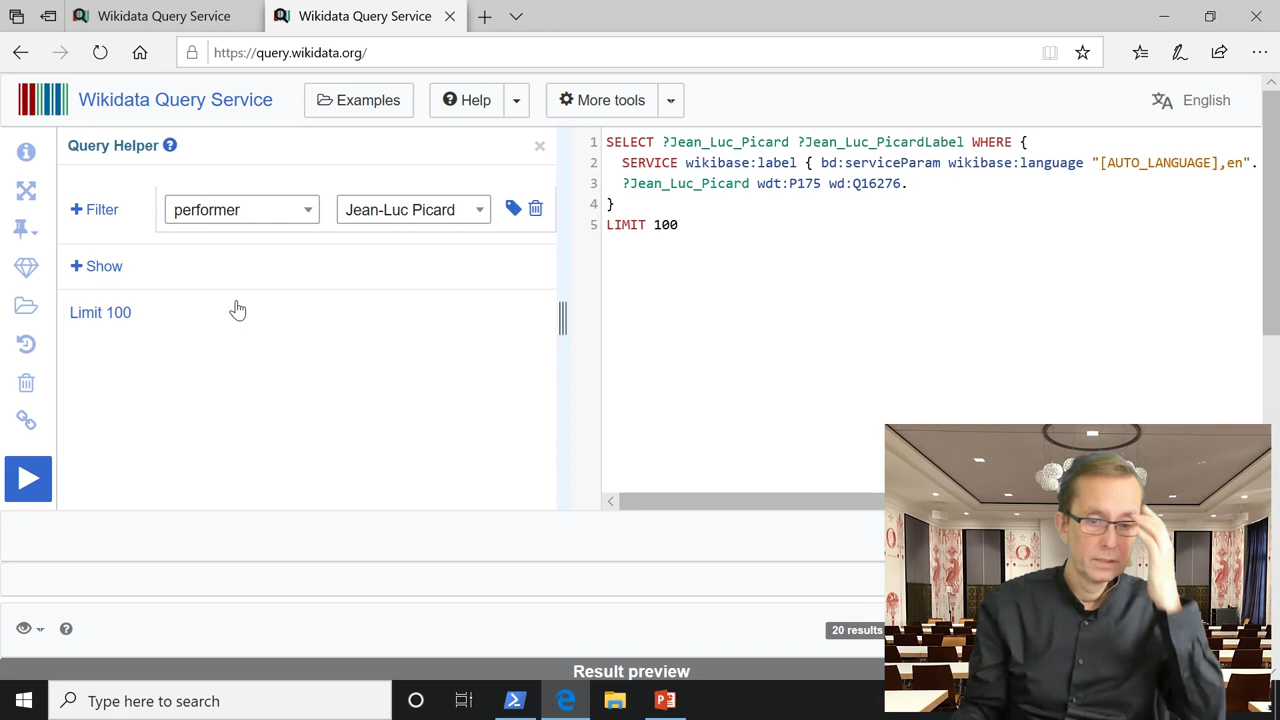 Wikidata Query Service
Wikidata Query Service
https://query.wikidata.org/
Wikidata Query Service
Examples
Help
More tools
English
Query Helper
Filter
performer
Jean-Luc Picard
Show
Limit 100
1 SELECT ?Jean_Luc_Picard ?Jean_Luc_PicardLabel WHERE {
2 SERVICE wikibase:label { bd:serviceParam wikibase:language "[AUTO_LANGUAGE],en".
3 ?Jean_Luc_Picard wdt:P175 wd:Q16276.
4 }
5 LIMIT 100
20 results
Result preview
Type here to search